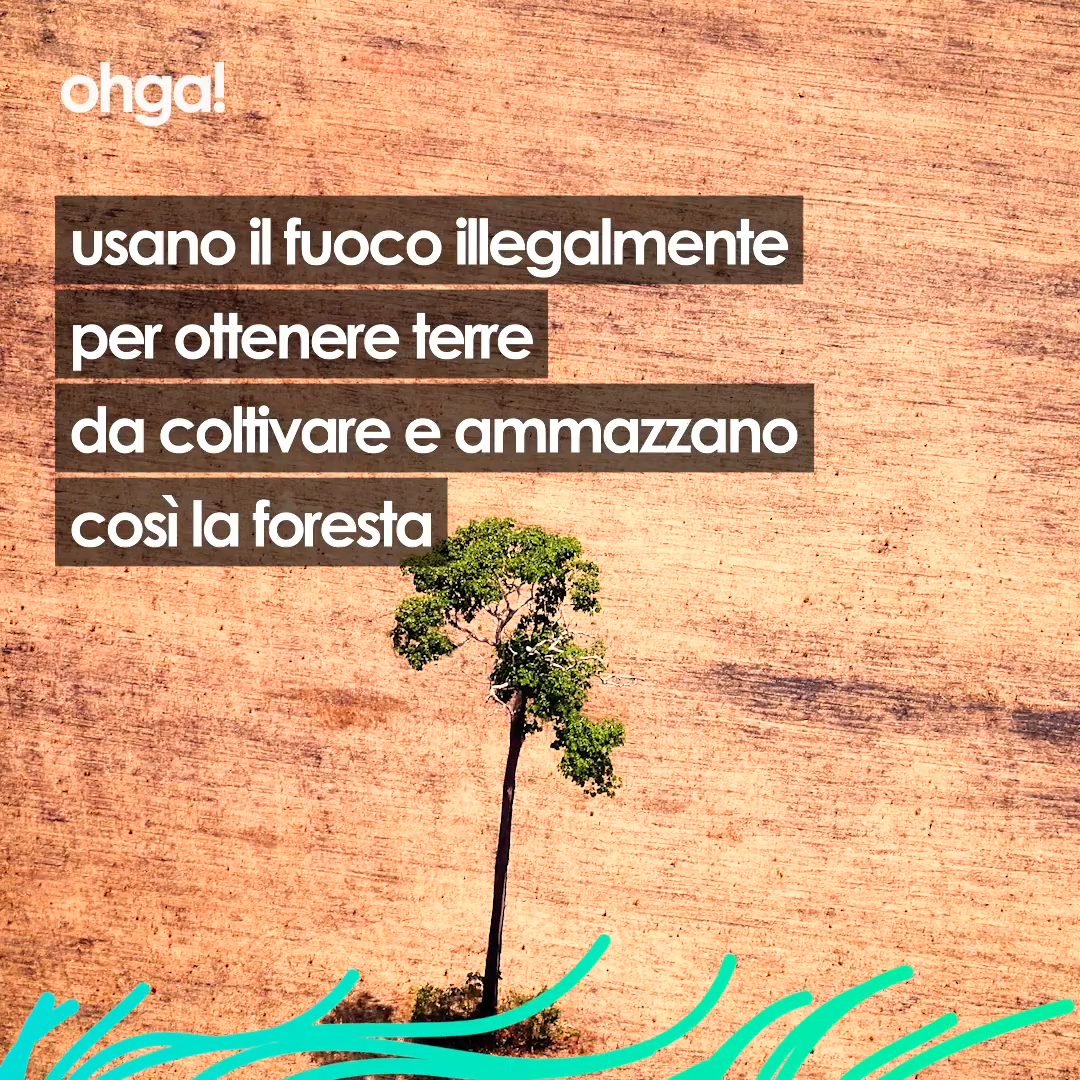 ohga!
usano il fuoco illegalmente
per ottenere terre
da coltivare e ammazzano
così la foresta